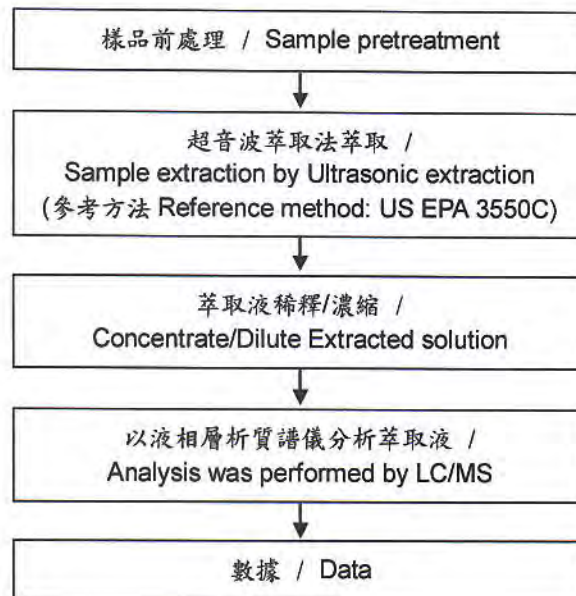 樣品前處理 / Sample pretreatment
超音波萃取法萃取 /
Sample extraction by Ultrasonic extraction
(參考方法 Reference method: US EPA 3550C)
萃取液稀釋/濃縮 /
Concentrate/Dilute Extracted solution
以液相層析質譜儀分析萃取液 /
Analysis was performed by LC/MS
數據 / Data